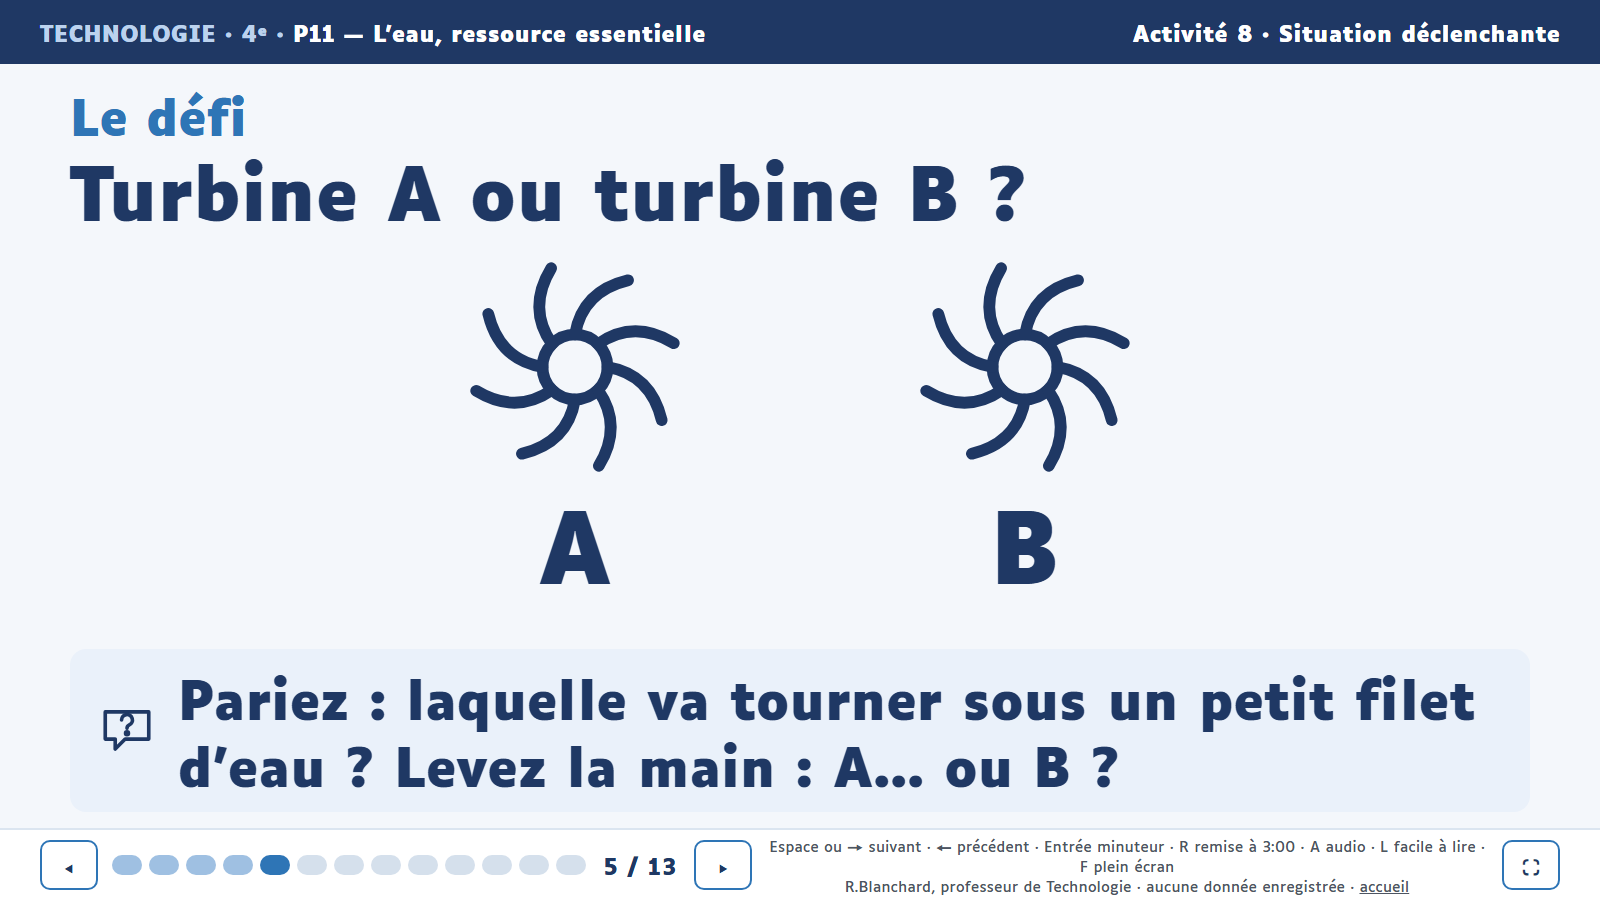 TECHNOLOGIE · 4ᵉ · P11 — L’eau, ressource essentielle
Activité 8 · Situation déclenchante
Le défi
Turbine A ou turbine B ?
A
B
Pariez : laquelle va tourner sous un petit filet
d’eau ? Levez la main : A… ou B ?
5 / 13
Espace ou → suivant · ← précédent · Entrée minuteur · R remise à 3:00 · A audio · L facile à lire ·
F plein écran
R.Blanchard, professeur de Technologie · aucune donnée enregistrée · accueil